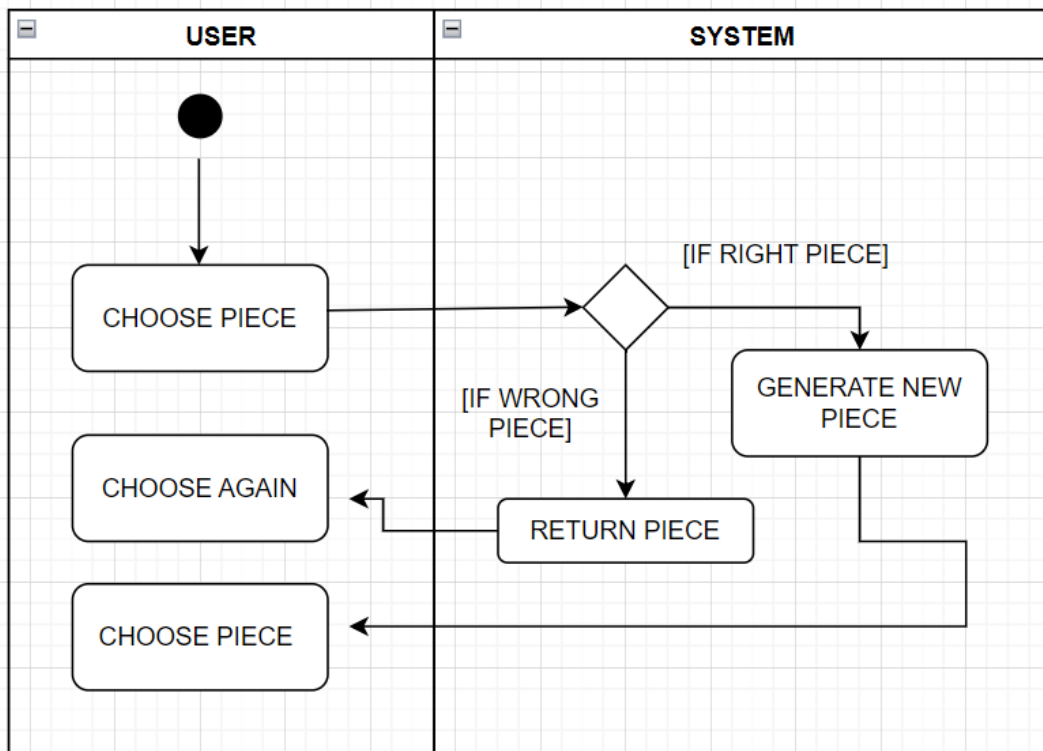 USER
SYSTEM
[IF RIGHT PIECE]
CHOOSE PIECE
GENERATE NEW
PIECE
[IF WRONG
PIECE]
CHOOSE AGAIN
RETURN PIECE
CHOOSE PIECE